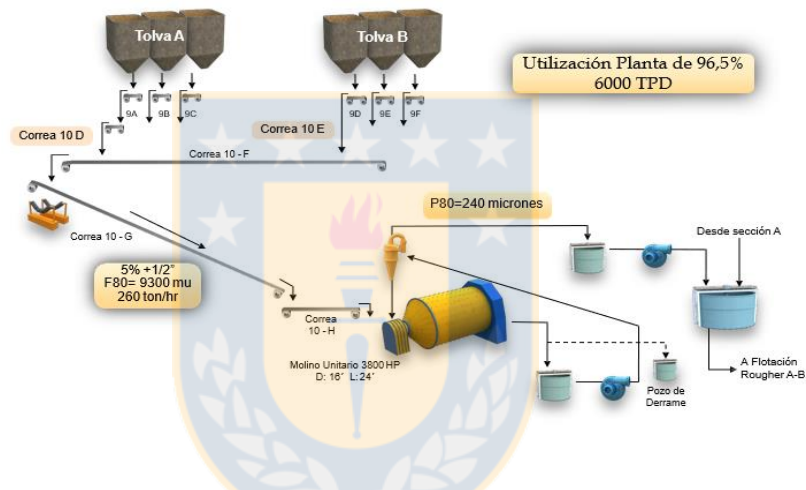 Tolva A
Tolva B
Utilización Planta de 96,5%
6000 TPD
9A
9B
9C
9D
9E
9F
Correa 10 D
Correa 10 E
Correa 10 - F
Correa 10 - G
P80=240 micrones
Desde sección A
5% +1/2"
F80= 9300 mu
260 ton/hr
Correa
10 - H
Molino Unitario 3800 HP
D: 16´ L: 24´
Pozo de
Derrame
A Flotación
Rougher A-B